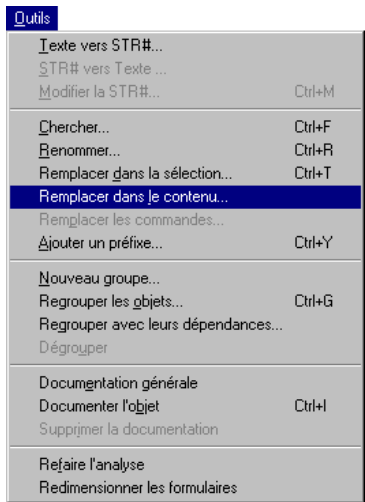 Outils
Texte vers STR#...
STR# vers Texte ...
Modifier la STR#... Ctrl+M
Chercher... Ctrl+F
Renommer... Ctrl+R
Remplacer dans la sélection... Ctrl+T
Remplacer dans le contenu...
Remplacer les commandes...
Ajouter un préfixe... Ctrl+Y
Nouveau groupe...
Regrouper les objets... Ctrl+G
Regrouper avec leurs dépendances...
Dégrouper
Documentation générale
Documenter l'objet Ctrl+I
Supprimer la documentation
Refaire l'analyse
Redimensionner les formulaires